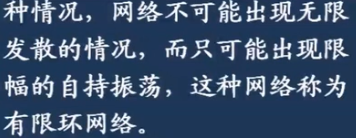 种情况，网络不可能出现无限
发散的情况，而只可能出现限
幅的自持振荡，这种网络称为
有限环网络。